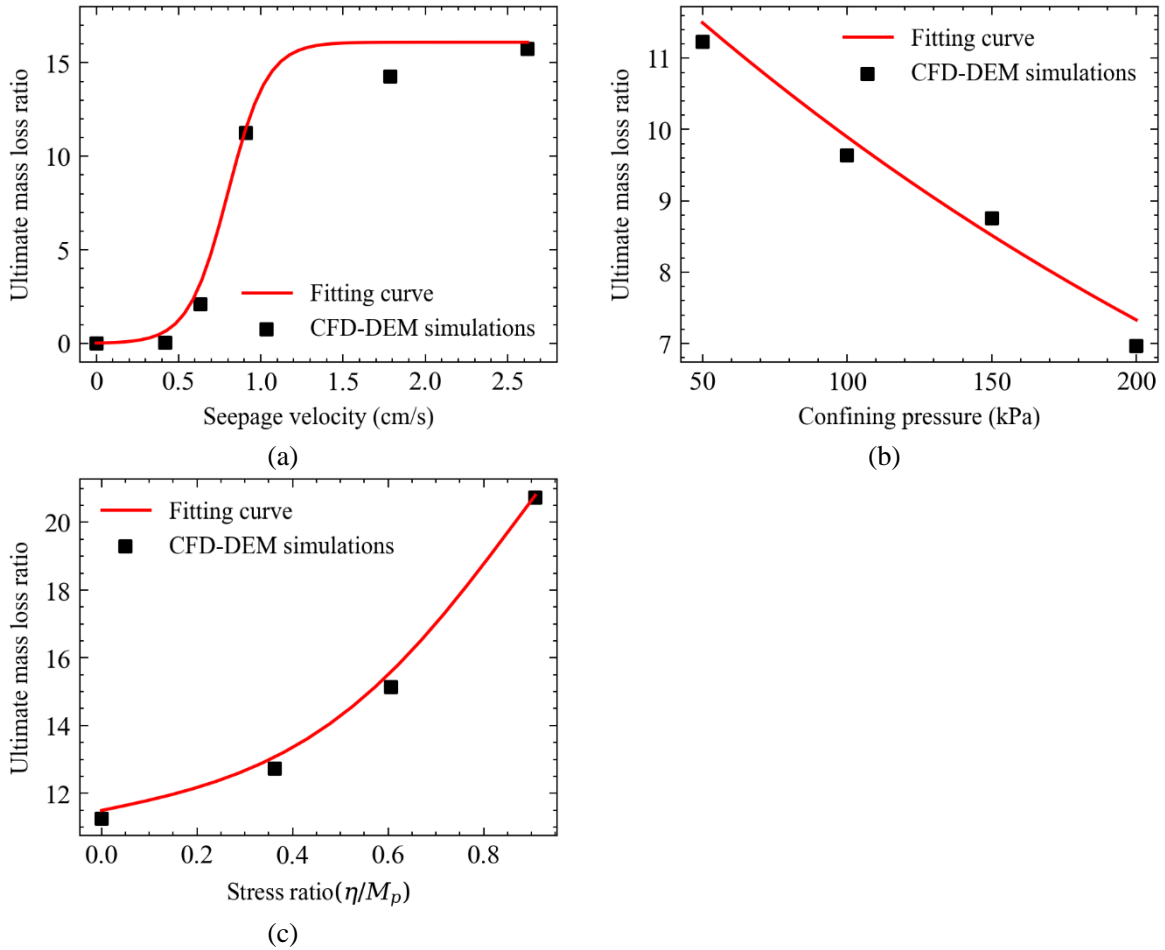 Ultimate mass loss ratio
15
10
5
0
Fitting curve
CFD-DEM simulations
0 0.5 1.0 1.5 2.0 2.5
Seepage velocity (cm/s)
(a)
Ultimate mass loss ratio
11
10
9
8
7
Fitting curve
CFD-DEM simulations
50 100 150 200
Confining pressure (kPa)
(b)
Ultimate mass loss ratio
20
18
16
14
12
Fitting curve
CFD-DEM simulations
0.0 0.2 0.4 0.6 0.8
Stress ratio(η/Mₚ)
(c)